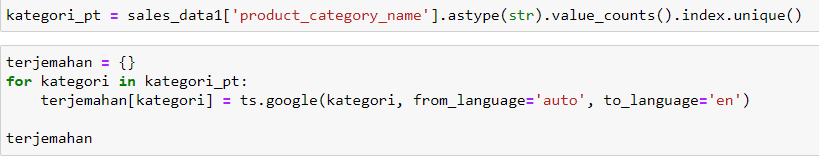 kategori_pt = sales_data1['product_category_name'].astype(str).value_counts().index.unique()
terjemahan = {}
for kategori in kategori_pt:
    terjemahan[kategori] = ts.google(kategori, from_language='auto', to_language='en')
terjemahan